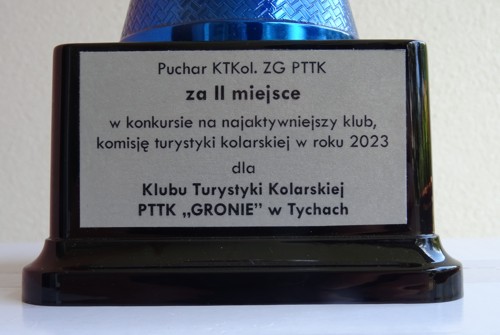 Puchar KTKol. ZG PTTK
za II miejsce
w konkursie na najaktywniejszy klub,
komisję turystyki kolarskiej w roku 2023
dla
Klubu Turystyki Kolarskiej
PTTK „GRONIE" w Tychach